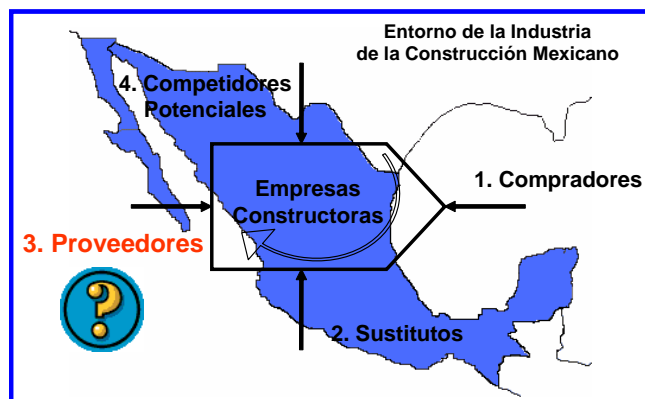 Entorno de la Industria
de la Construcción Mexicano
4. Competidores
Potenciales
Empresas
Constructoras
1. Compradores
3. Proveedores
?
2. Sustitutos